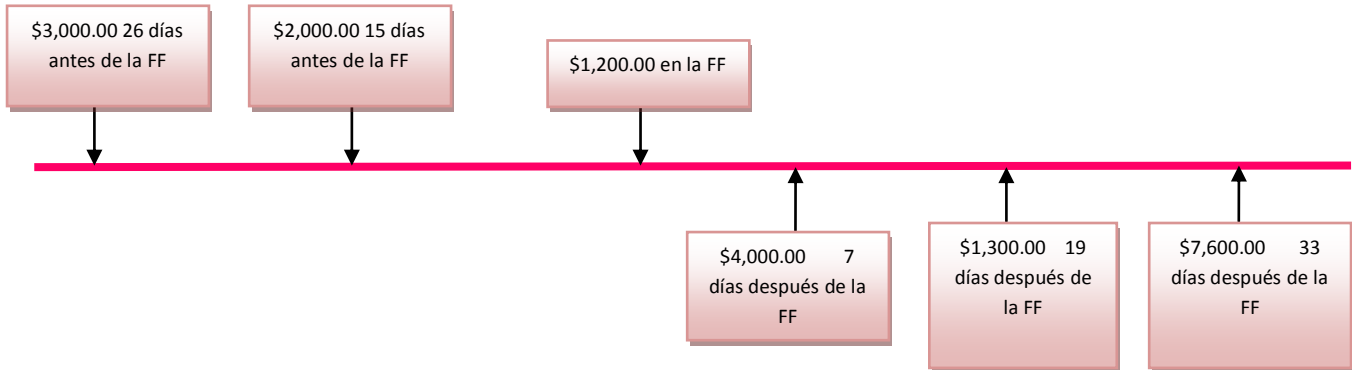 $3,000.00 26 días
antes de la FF
$2,000.00 15 días
antes de la FF
$1,200.00 en la FF
$4,000.00 7
días después de la
FF
$1,300.00 19
días después de
la FF
$7,600.00 33
días después de la
FF